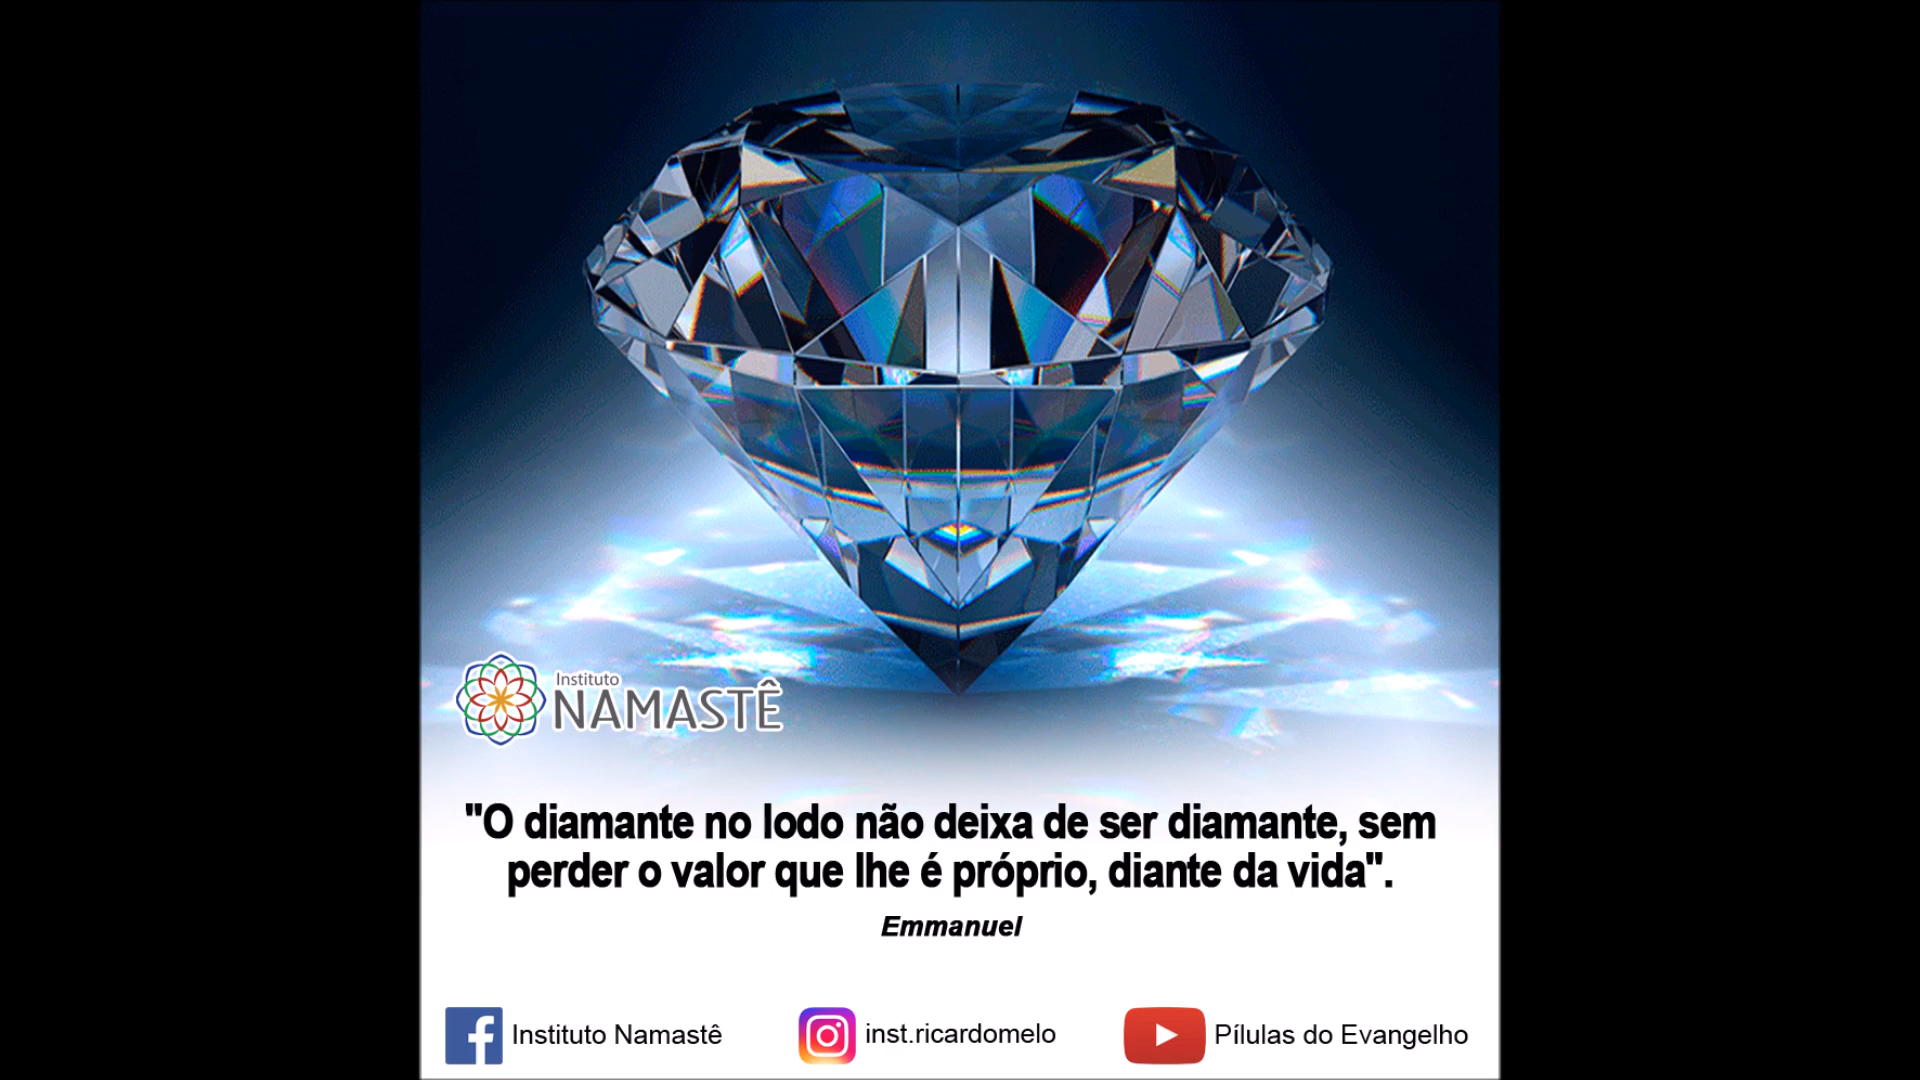 Instituto
NAMASTÊ
"O diamante no lodo não deixa de ser diamante, sem
perder o valor que lhe é próprio, diante da vida".
Emmanuel
Instituto Namastê
inst.ricardomelo
Pílulas do Evangelho